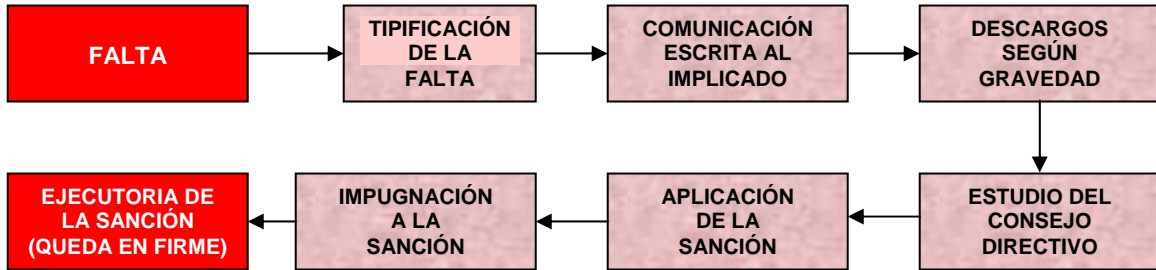 FALTA
TIPIFICACIÓN
DE LA
FALTA
COMUNICACIÓN
ESCRITA AL
IMPLICADO
DESCARGOS
SEGÚN
GRAVEDAD
ESTUDIO DEL
CONSEJO
DIRECTIVO
APLICACIÓN
DE LA
SANCIÓN
IMPUGNACIÓN
A LA
SANCIÓN
EJECUTORIA DE
LA SANCIÓN
(QUEDA EN FIRME)